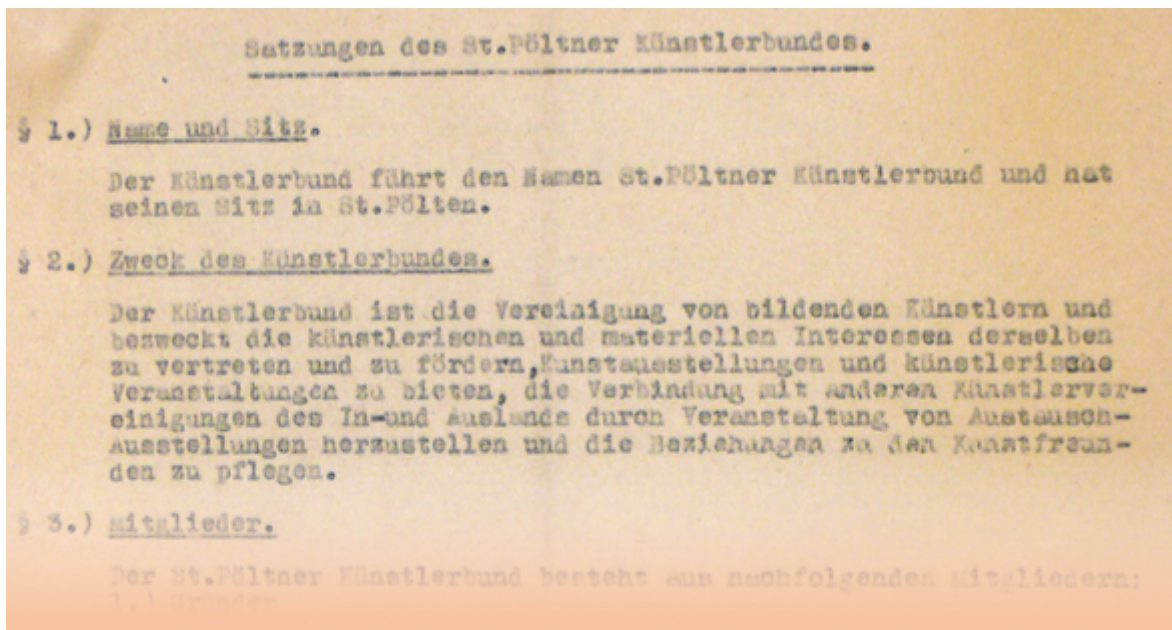 Satzungen des St.Pöltner Künstlerbundes.
§ 1.) Name und Sitz.
Der Künstlerbund führt den Namen St.Pöltner Künstlerbund und hat
seinen Sitz in St.Pölten.
§ 2.) Zweck des Künstlerbundes.
Der Künstlerbund ist die Vereinigung von bildenden Künstlern und
bezweckt die künstlerischen und materiellen Interessen derselben
zu vertreten und zu fördern,Kunstausstellungen und künstlerische
Veranstaltungen zu bieten, die Verbindung mit anderen Künstlerver-
einigungen des In-und Auslands durch Veranstaltung von Austausch-
Ausstellungen herzustellen und die Beziehungen zu den Kunstfreun-
den zu pflegen.
§ 3.) Mitglieder.
Der St.Pöltner Künstlerbund besteht aus nachfolgenden Mitgliedern:
1.) Gründer